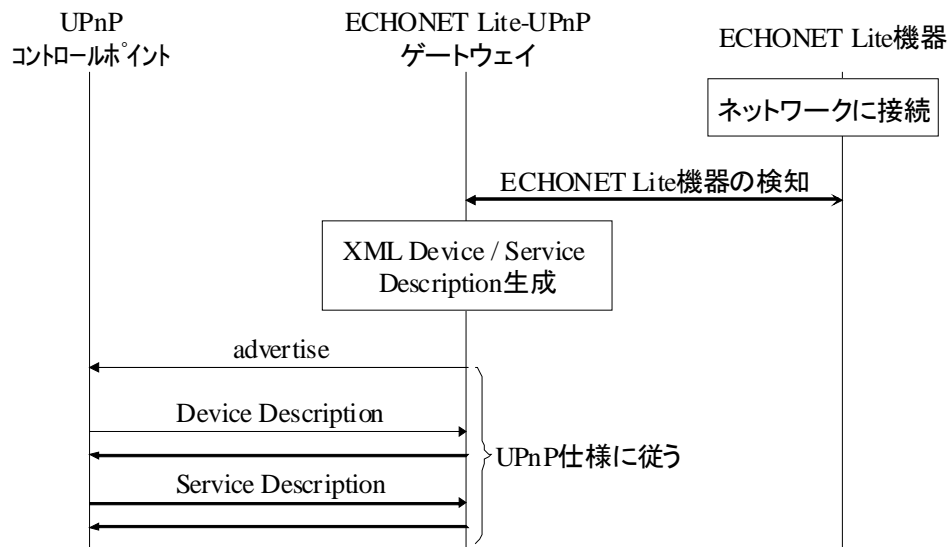 UPnP
コントロールポイント
ECHONET Lite-UPnP
ゲートウェイ
ECHONET Lite機器
ネットワークに接続
ECHONET Lite機器の検知
XML Device / Service
Description生成
advertise
Device Description
UPnP仕様に従う
Service Description